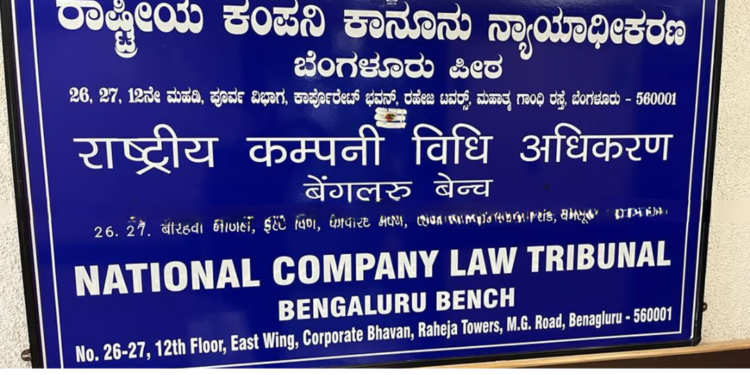 ರಾಷ್ಟ್ರೀಯ ಕಂಪನಿ ಕಾನೂನು ನ್ಯಾಯಾಧೀಕರಣ
ಬೆಂಗಳೂರು ಪೀಠ
26, 27, 12ನೇ ಮಹಡಿ, ಪೂರ್ವ ವಿಭಾಗ, ಕಾರ್ಪೊರೇಟ್ ಭವನ್, ರಹೇಜ ಟವರ್ಸ್, ಮಹಾತ್ಮ ಗಾಂಧಿ ರಸ್ತೆ, ಬೆಂಗಳೂರು - 560001
राष्ट्रीय कम्पनी विधि अधिकरण
बेंगलरु बेन्च
26. 27.
NATIONAL COMPANY LAW TRIBUNAL
BENGALURU BENCH
No. 26-27, 12th Floor, East Wing, Corporate Bhavan, Raheja Towers, M.G. Road, Benagluru - 560001